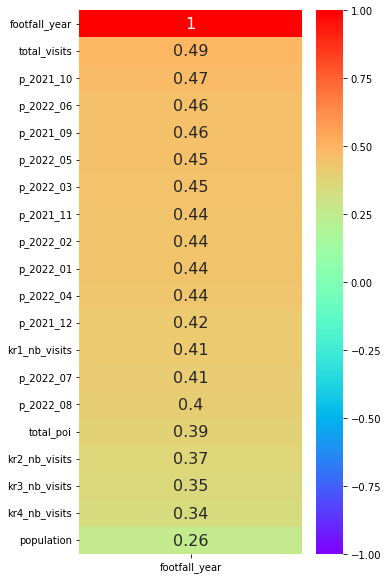 footfall_year 1
total_visits 0.49
p_2021_10 0.47
p_2022_06 0.46
p_2021_09 0.46
p_2022_05 0.45
p_2022_03 0.45
p_2021_11 0.44
p_2022_02 0.44
p_2022_01 0.44
p_2022_04 0.44
p_2021_12 0.42
kr1_nb_visits 0.41
p_2022_07 0.41
p_2022_08 0.4
total_poi 0.39
kr2_nb_visits 0.37
kr3_nb_visits 0.35
kr4_nb_visits 0.34
population 0.26
footfall_year
1.00
0.75
0.50
0.25
0.00
−0.25
−0.50
−0.75
−1.00